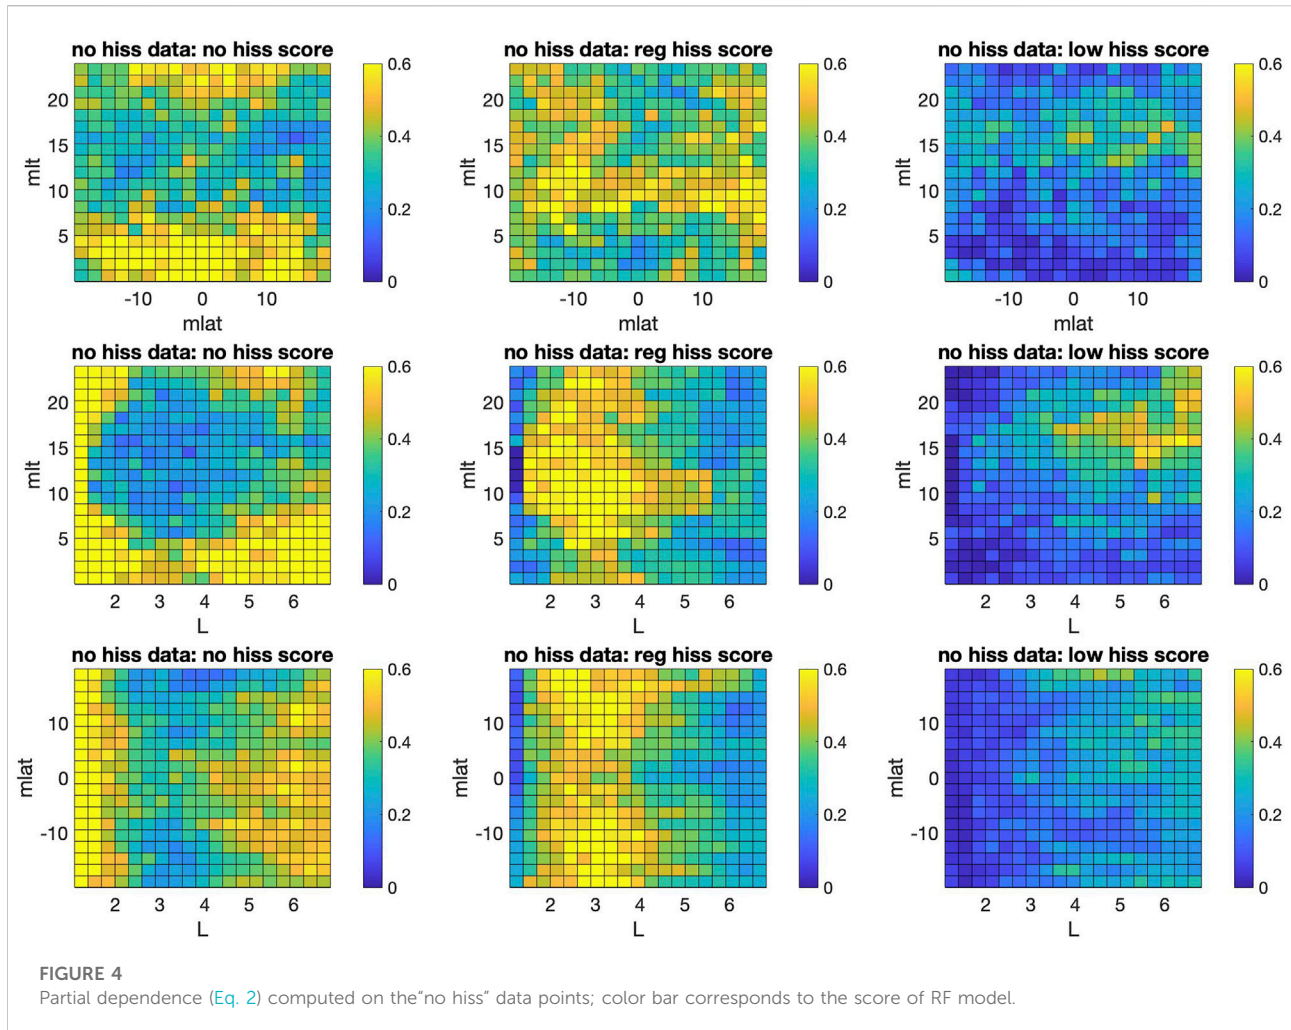 no hiss data: no hiss score
no hiss data: reg hiss score
no hiss data: low hiss score
0.6
0.4
0.2
0
0.6
0.4
0.2
0
0.6
0.4
0.2
0
20
15
10
5
mlt
20
15
10
5
mlt
20
15
10
5
mlt
-10 0 10
-10 0 10
-10 0 10
mlat
mlat
mlat
no hiss data: no hiss score
no hiss data: reg hiss score
no hiss data: low hiss score
0.6
0.4
0.2
0
0.6
0.4
0.2
0
0.6
0.4
0.2
0
20
15
10
5
mlt
20
15
10
5
mlt
20
15
10
5
mlt
2 3 4 5 6
2 3 4 5 6
2 3 4 5 6
L
L
L
no hiss data: no hiss score
no hiss data: reg hiss score
no hiss data: low hiss score
0.6
0.4
0.2
0
0.6
0.4
0.2
0
0.6
0.4
0.2
0
10
0
-10
mlat
10
0
-10
mlat
10
0
-10
mlat
2 3 4 5 6
2 3 4 5 6
2 3 4 5 6
L
L
L
FIGURE 4
Partial dependence (Eq. 2) computed on the“no hiss” data points; color bar corresponds to the score of RF model.